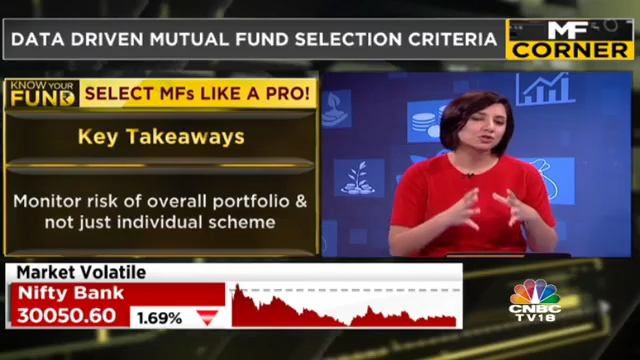 DATA DRIVEN MUTUAL FUND SELECTION CRITERIA
MF
CORNER
KNOW YOUR
FUND
SELECT MFs LIKE A PRO!
Key Takeaways
Monitor risk of overall portfolio &
not just individual scheme
Market Volatile
Nifty Bank
30050.60
1.69%
CNBC
TV18